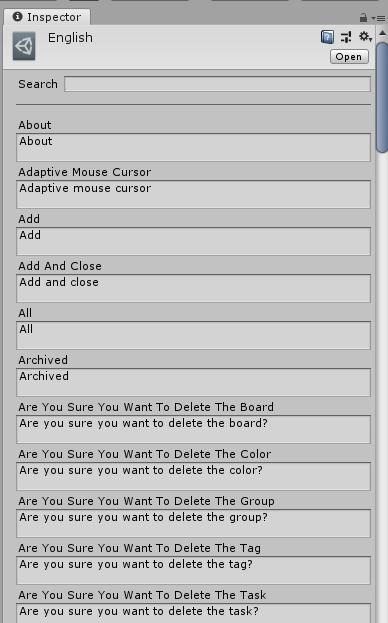 Inspector
English
Open
Search
About
About
Adaptive Mouse Cursor
Adaptive mouse cursor
Add
Add
Add And Close
Add and close
All
All
Archived
Archived
Are You Sure You Want To Delete The Board
Are you sure you want to delete the board?
Are You Sure You Want To Delete The Color
Are you sure you want to delete the color?
Are You Sure You Want To Delete The Group
Are you sure you want to delete the group?
Are You Sure You Want To Delete The Tag
Are you sure you want to delete the tag?
Are You Sure You Want To Delete The Task
Are you sure you want to delete the task?